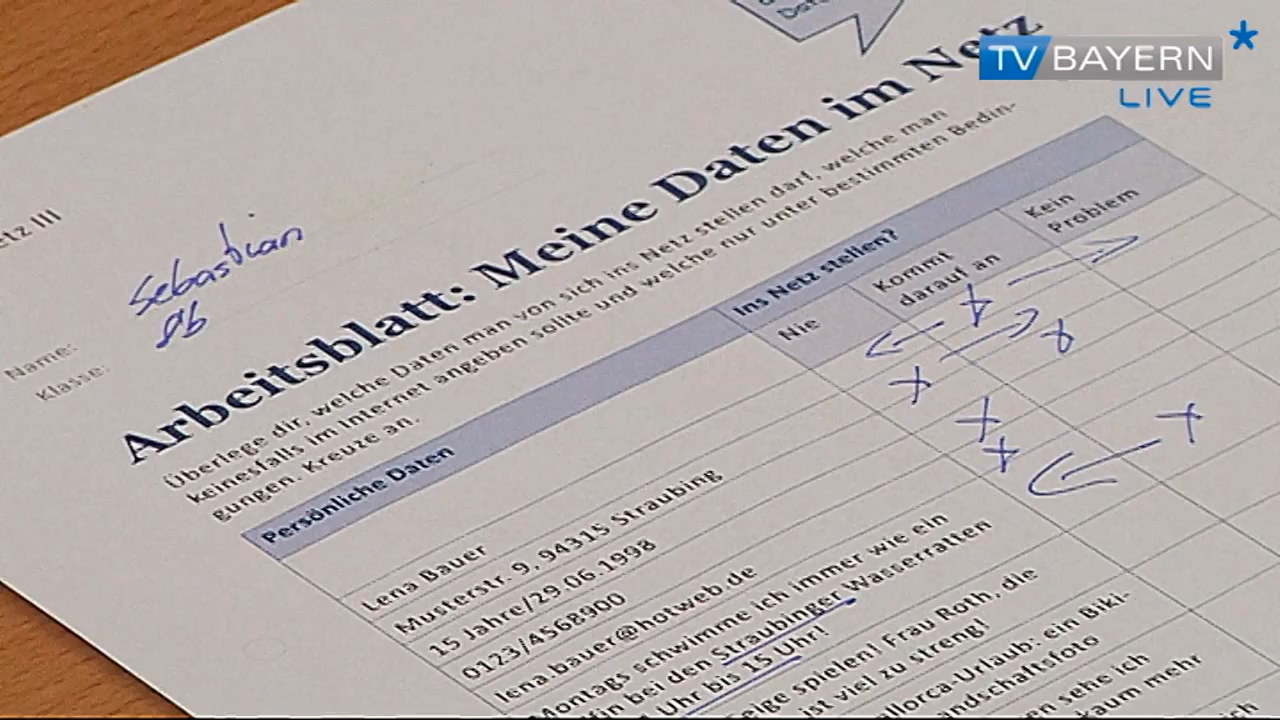 TV BAYERN
LIVE
Name: Sebastian
Klasse:
Arbeitsblatt: Meine Daten im Netz
Überlege dir, welche Daten man von sich ins Netz stellen darf, welche man
keinesfalls im Internet angeben sollte und welche nur unter bestimmten Bedin-
gungen. Kreuze an.
Persönliche Daten
Ins Netz stellen?
Nie
Kommt
darauf an
Kein
Problem
Lena Bauer
Musterstr. 9, 94315 Straubing
15 Jahre/29.06.1998
0123/4568900
lena.bauer@hotweb.de
Montags schwimme ich immer wie ein
bei den Straubinger Wasserratten
Uhr bis 15 Uhr!
spielen! Frau Roth, die
ist viel zu streng!
-Urlaub: ein Biki-
sehe ich
kaum mehr